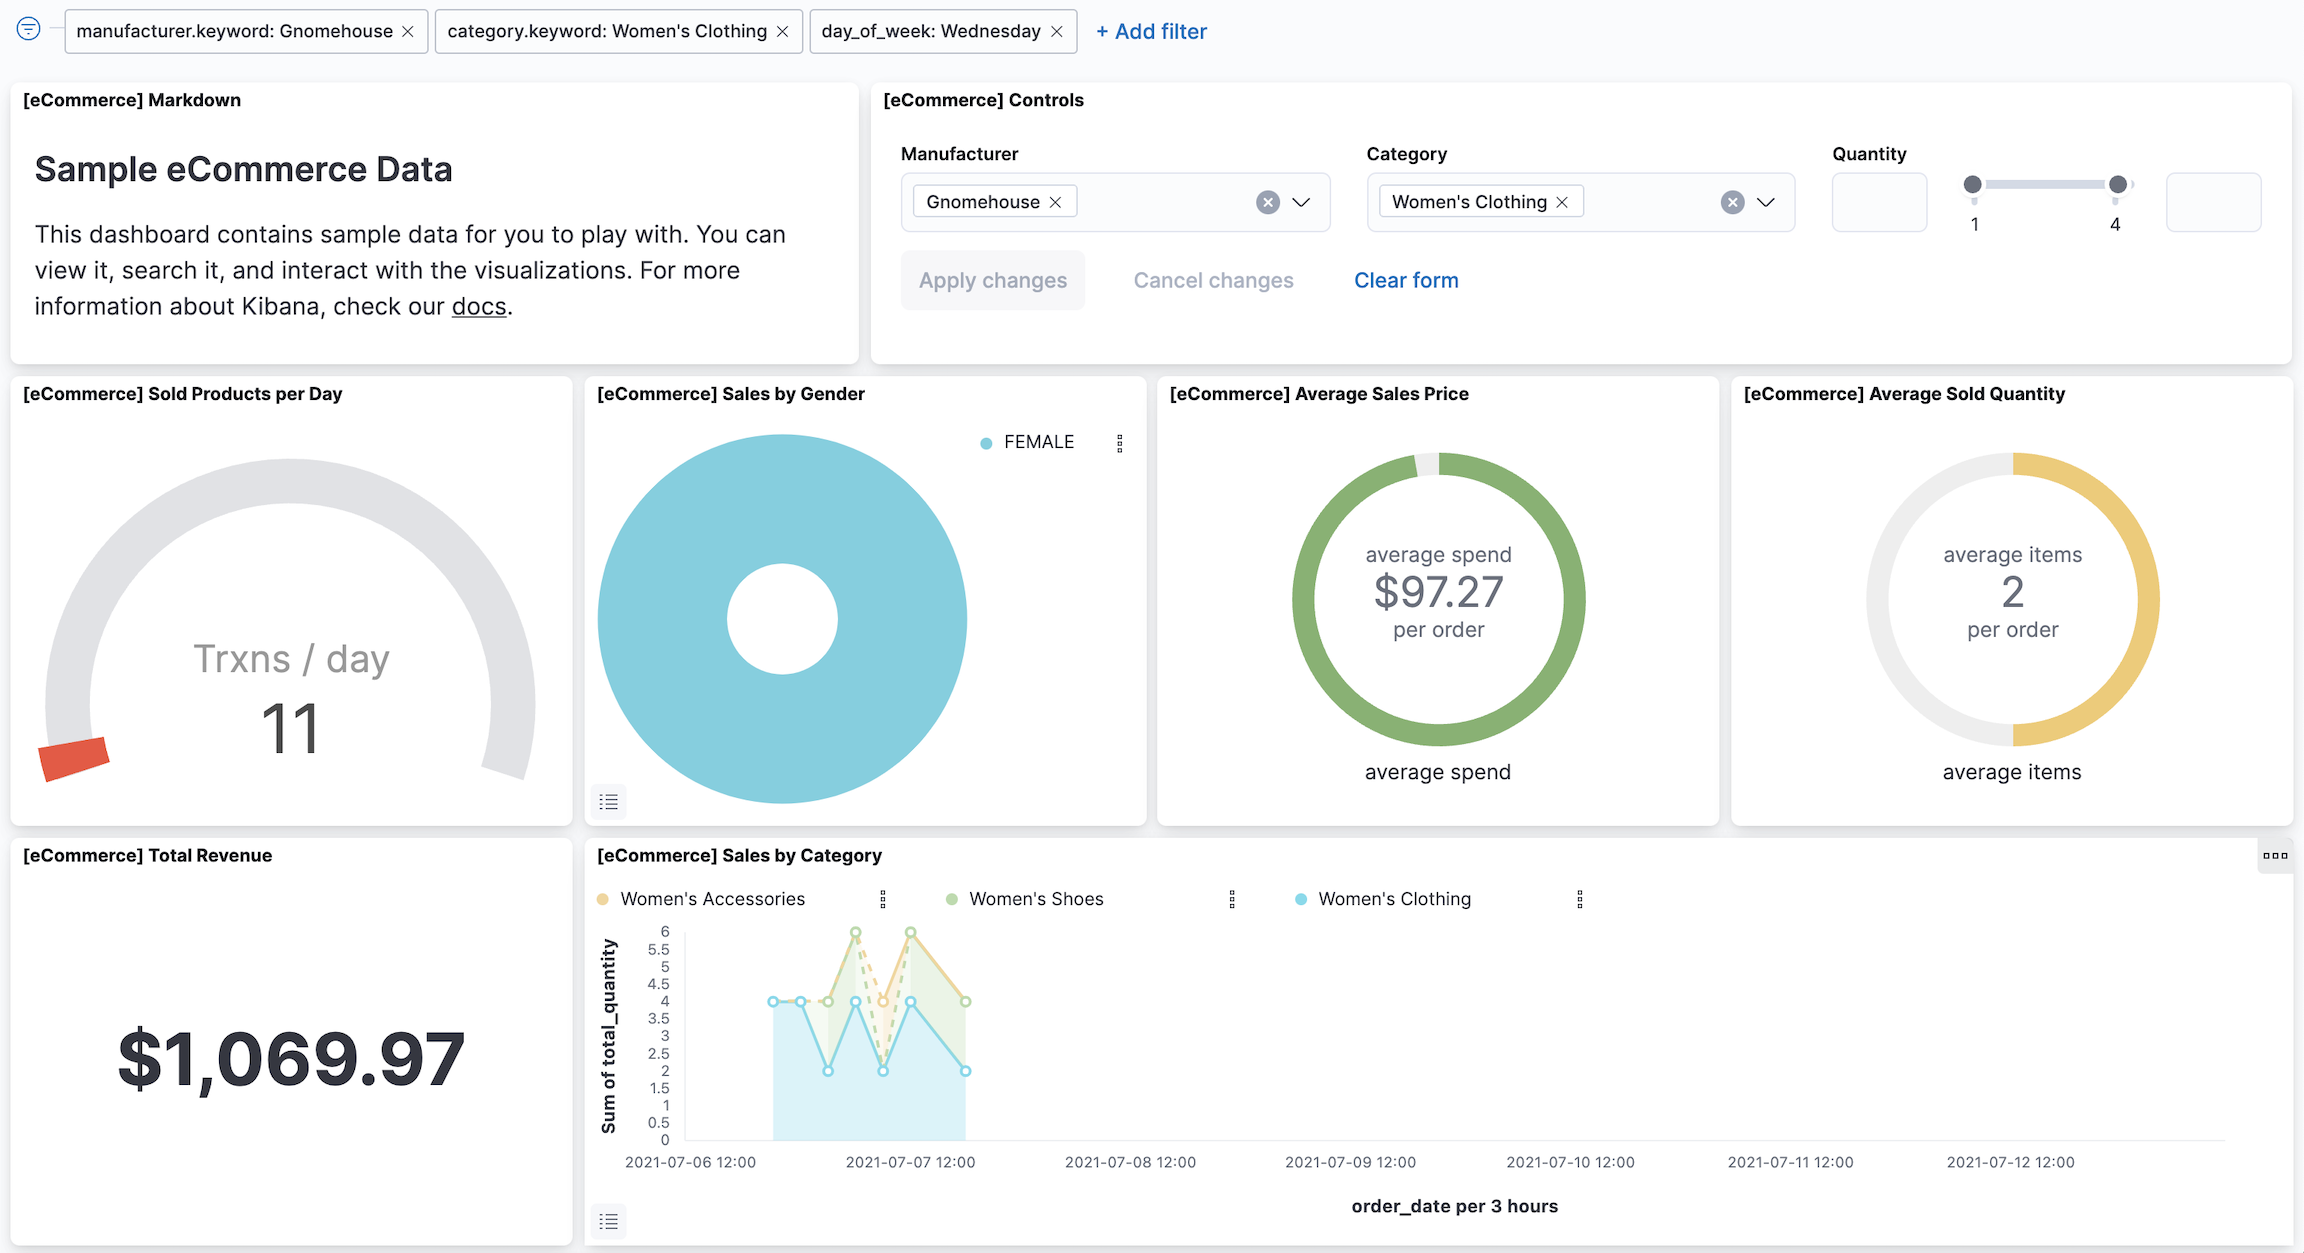 manufacturer.keyword: Gnomehouse
category.keyword: Women's Clothing
day_of_week: Wednesday
+ Add filter
[eCommerce] Markdown
Sample eCommerce Data
This dashboard contains sample data for you to play with. You can
view it, search it, and interact with the visualizations. For more
information about Kibana, check our docs.
[eCommerce] Controls
Manufacturer
Gnomehouse
Category
Women's Clothing
Quantity
1
4
Apply changes
Cancel changes
Clear form
[eCommerce] Sold Products per Day
Trxns / day
11
[eCommerce] Sales by Gender
FEMALE
[eCommerce] Average Sales Price
average spend
$97.27
per order
average spend
[eCommerce] Average Sold Quantity
average items
2
per order
average items
[eCommerce] Total Revenue
$1,069.97
[eCommerce] Sales by Category
Women's Accessories
Women's Shoes
Women's Clothing
Sum of total_quantity
6
5.5
5
4.5
4
3.5
3
2.5
2
1.5
1
0.5
0
2021-07-06 12:00
2021-07-07 12:00
2021-07-08 12:00
2021-07-09 12:00
2021-07-10 12:00
2021-07-11 12:00
2021-07-12 12:00
order_date per 3 hours